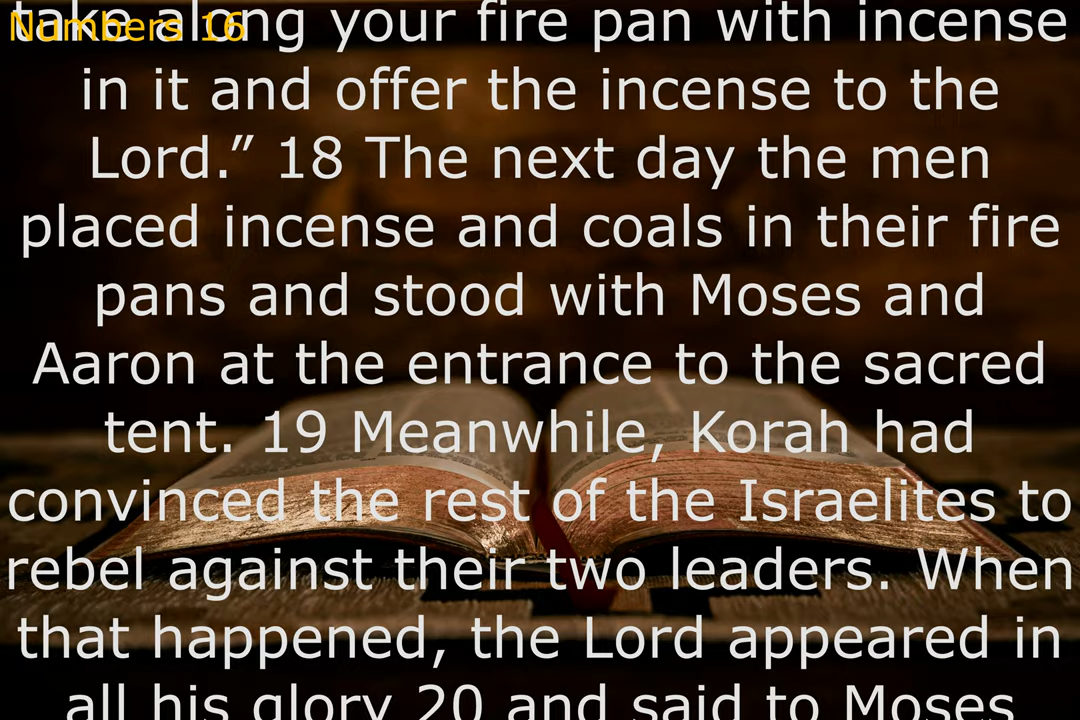 Numbers 16
take along your fire pan with incense
in it and offer the incense to the
Lord.” 18 The next day the men
placed incense and coals in their fire
pans and stood with Moses and
Aaron at the entrance to the sacred
tent. 19 Meanwhile, Korah had
convinced the rest of the Israelites to
rebel against their two leaders. When
that happened, the Lord appeared in
all his glory 20 and said to Moses